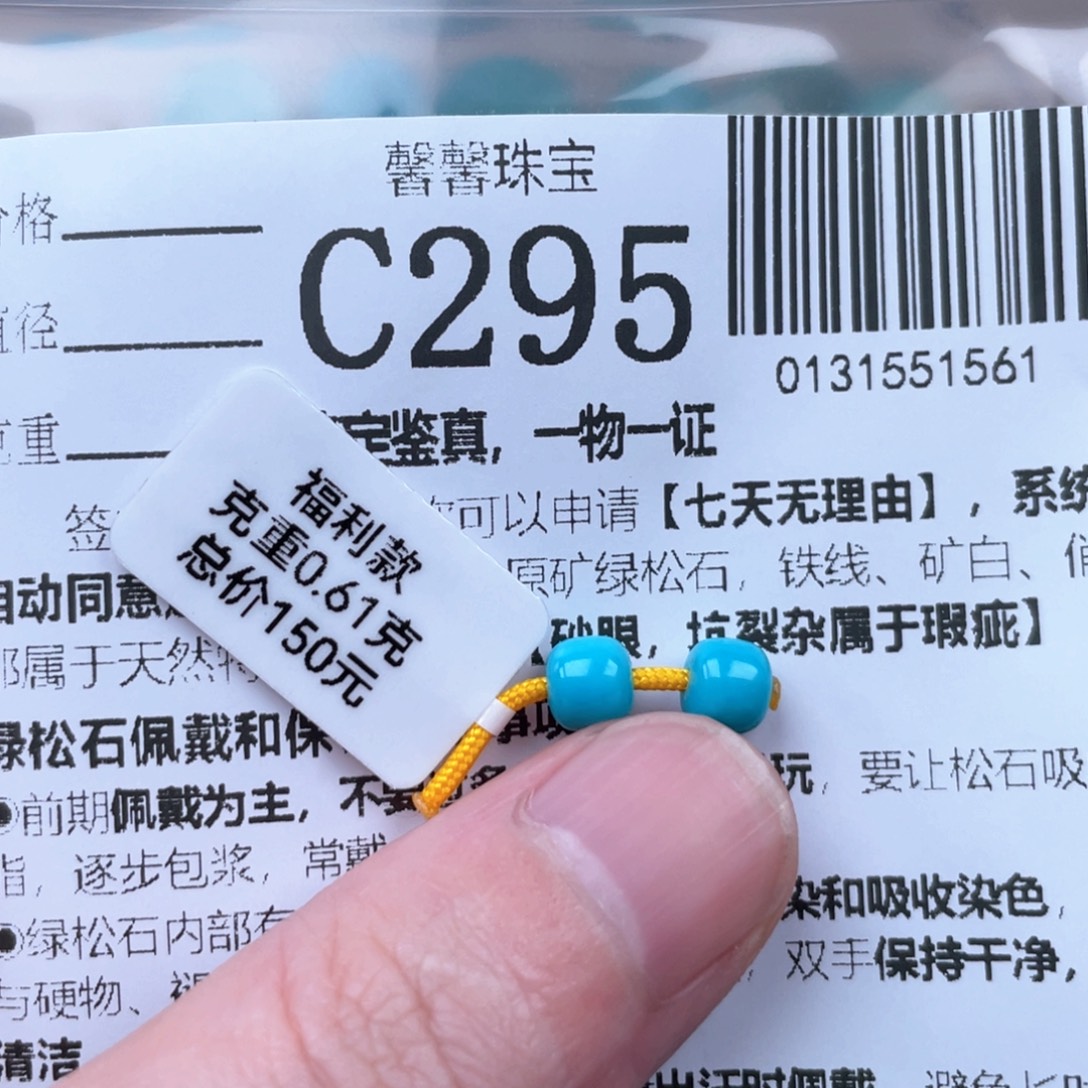 馨馨珠宝
C295
格
径
重
0131551561
鉴真，一物一证
福利款
克重0.61克
总价150元
签
可以申请【七天无理由】，系统
自动同意
原矿绿松石，铁线、矿白、
属于天然
砂眼，坑裂杂属于瑕疵】
绿松石佩戴和保
事项
●前期佩戴为主，不
玩，要让松石吸
脂，逐步包浆，常戴
染和吸收染色，
●绿松石内部有
双手保持干净，
与硬物、
清洁